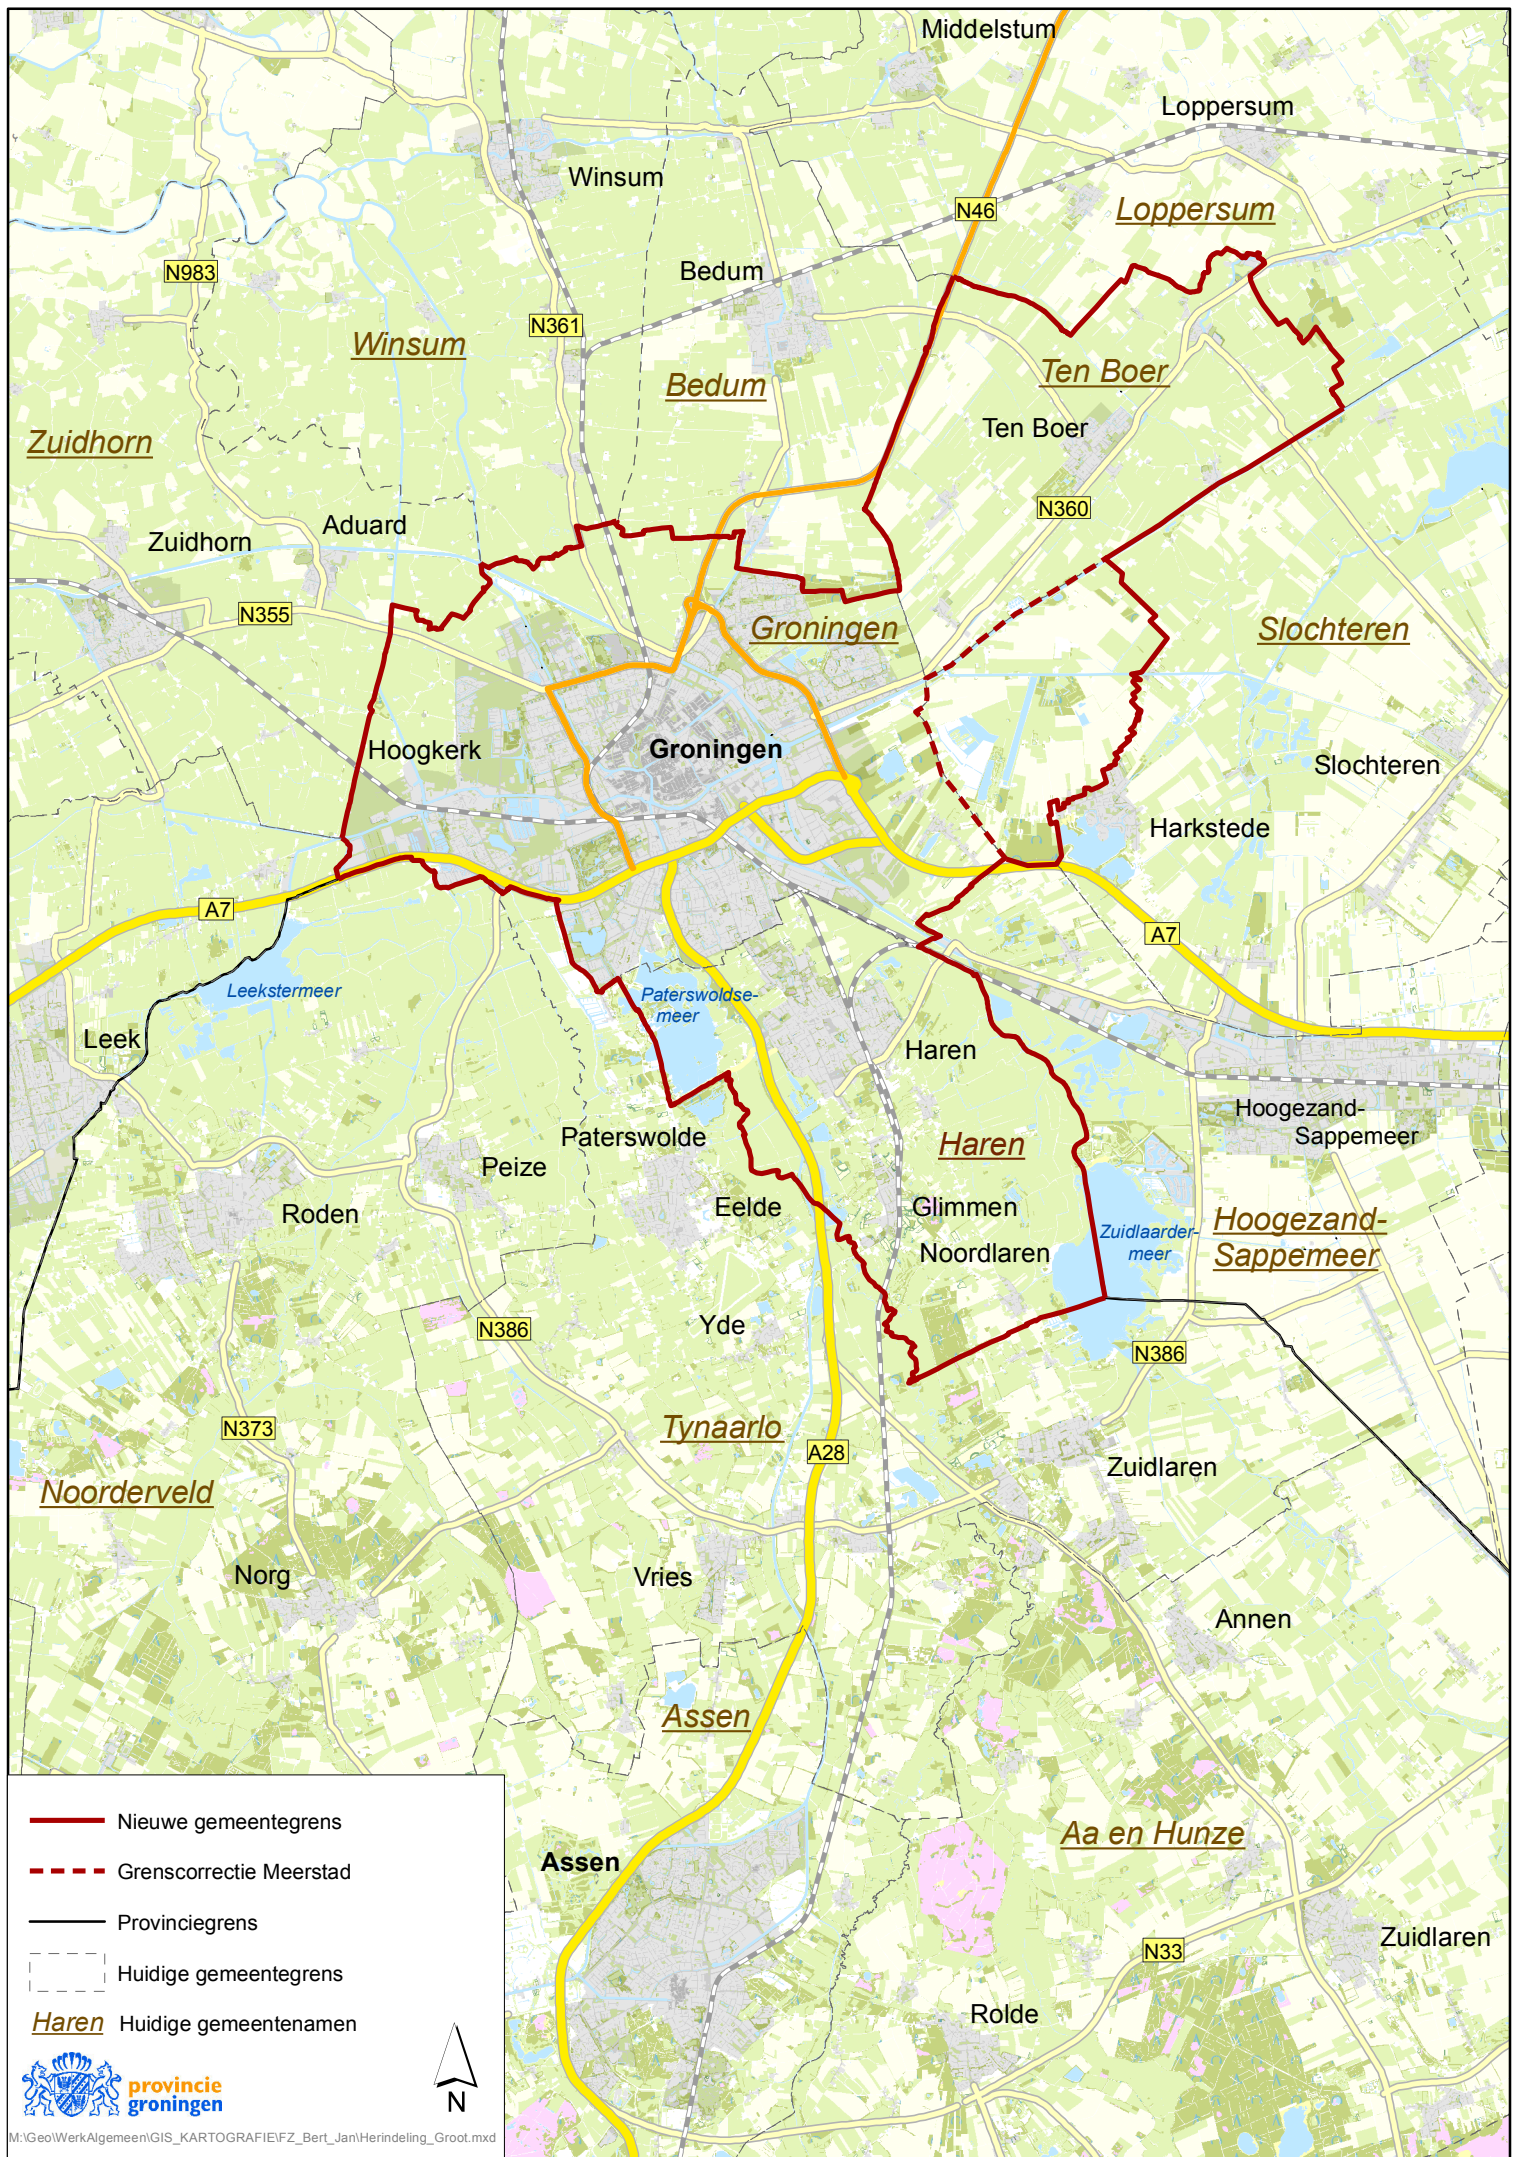 Middelstum
Loppersum
Winsum
N46
Loppersum
N983
Bedum
N361
Winsum
Ten Boer
Bedum
Zuidhorn
Ten Boer
N360
Aduard
Zuidhorn
N355
Groningen
Slochteren
Hoogkerk
Groningen
Slochteren
Harkstede
A7
A7
Leekstermeer
Paterswoldse-
meer
Leek
Haren
Hoogezand-
Sappemeer
Paterswolde
Haren
Peize
Eelde
Glimmen
Roden
Hoogezand-
Sappemeer
Noordlaren
Zuidlaarder-
meer
Yde
N386
N386
N373
Tynaarlo
A28
Zuidlaren
Noorderveld
Norg
Vries
Annen
Assen
Aa en Hunze
Assen
Zuidlaren
N33
Rolde
Nieuwe gemeentegrens
Grenscorrectie Meerstad
Provinciegrens
Huidige gemeentegrens
Haren Huidige gemeentenamen
provincie
groningen
N
M:\Geo\WerkAlgemeen\GIS_KARTOGRAFIE\FZ_Bert_Jan\Herindeling_Groot.mxd